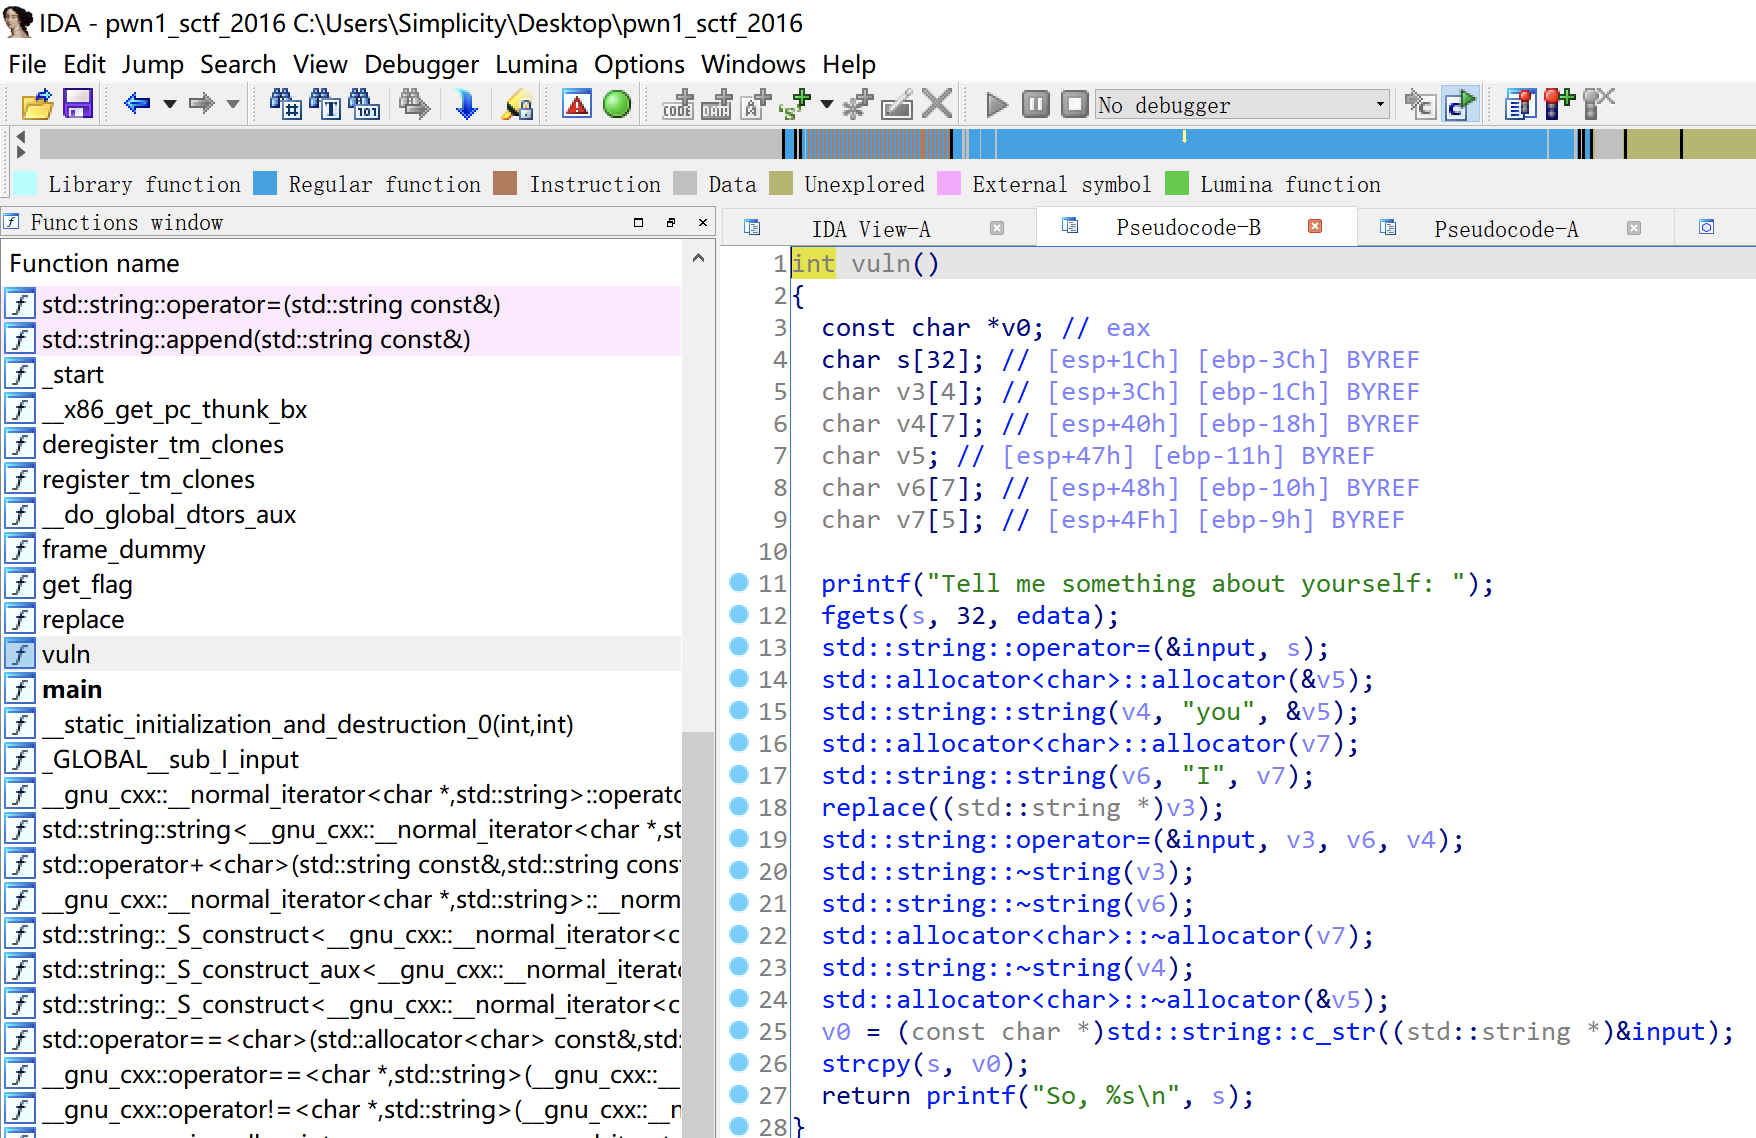 IDA - pwn1_sctf_2016 C:\Users\Simplicity\Desktop\pwn1_sctf_2016
File Edit Jump Search View Debugger Lumina Options Windows Help
No debugger
Library function Regular function Instruction Data Unexplored External symbol Lumina function
Functions window
IDA View-A Pseudocode-B Pseudocode-A
Function name
std::string::operator=(std::string const&)
std::string::append(std::string const&)
_start
__x86_get_pc_thunk_bx
deregister_tm_clones
register_tm_clones
__do_global_dtors_aux
frame_dummy
get_flag
replace
vuln
main
__static_initialization_and_destruction_0(int,int)
_GLOBAL__sub_I_input
__gnu_cxx::__normal_iterator<char *,std::string>::operato
std::string::string<__gnu_cxx::__normal_iterator<char *,st
std::operator+<char>(std::string const&,std::string cons
__gnu_cxx::__normal_iterator<char *,std::string>::__norm
std::string::_S_construct<__gnu_cxx::__normal_iterator<c
std::string::_S_construct_aux<__gnu_cxx::__normal_iterat
std::string::_S_construct<__gnu_cxx::__normal_iterator<c
std::operator==<char>(std::allocator<char> const&,std:
__gnu_cxx::operator==<char *,std::string>(__gnu_cxx::__
__gnu_cxx::operator!=<char *,std::string>(__gnu_cxx::__n
1 int vuln()
2 {
3 const char *v0; // eax
4 char s[32]; // [esp+1Ch] [ebp-3Ch] BYREF
5 char v3[4]; // [esp+3Ch] [ebp-1Ch] BYREF
6 char v4[7]; // [esp+40h] [ebp-18h] BYREF
7 char v5; // [esp+47h] [ebp-11h] BYREF
8 char v6[7]; // [esp+48h] [ebp-10h] BYREF
9 char v7[5]; // [esp+4Fh] [ebp-9h] BYREF
10
11 printf("Tell me something about yourself: ");
12 fgets(s, 32, edata);
13 std::string::operator=(&input, s);
14 std::allocator<char>::allocator(&v5);
15 std::string::string(v4, "you", &v5);
16 std::allocator<char>::allocator(v7);
17 std::string::string(v6, "I", v7);
18 replace((std::string *)v3);
19 std::string::operator=(&input, v3, v6, v4);
20 std::string::~string(v3);
21 std::string::~string(v6);
22 std::allocator<char>::~allocator(v7);
23 std::string::~string(v4);
24 std::allocator<char>::~allocator(&v5);
25 v0 = (const char *)std::string::c_str((std::string *)&input);
26 strcpy(s, v0);
27 return printf("So, %s\n", s);
28 }